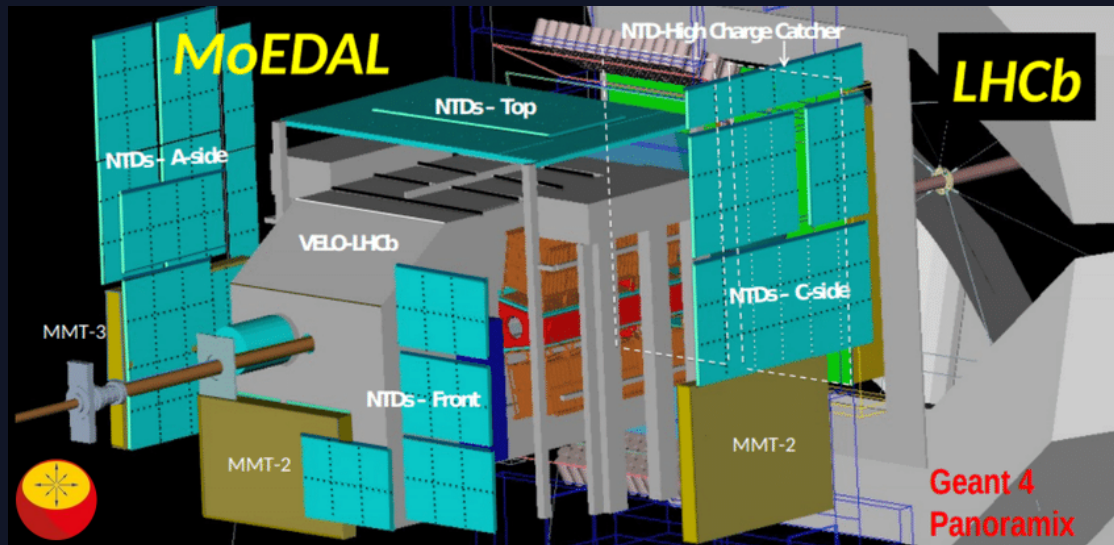 MoEDAL
NTD-High Charge Catcher
LHCb
NTDs - Top
NTDs - A-side
VELO-LHCb
NTDs - C-side
MMT-3
NTDs - Front
MMT-2
MMT-2
Geant 4
Panoramix